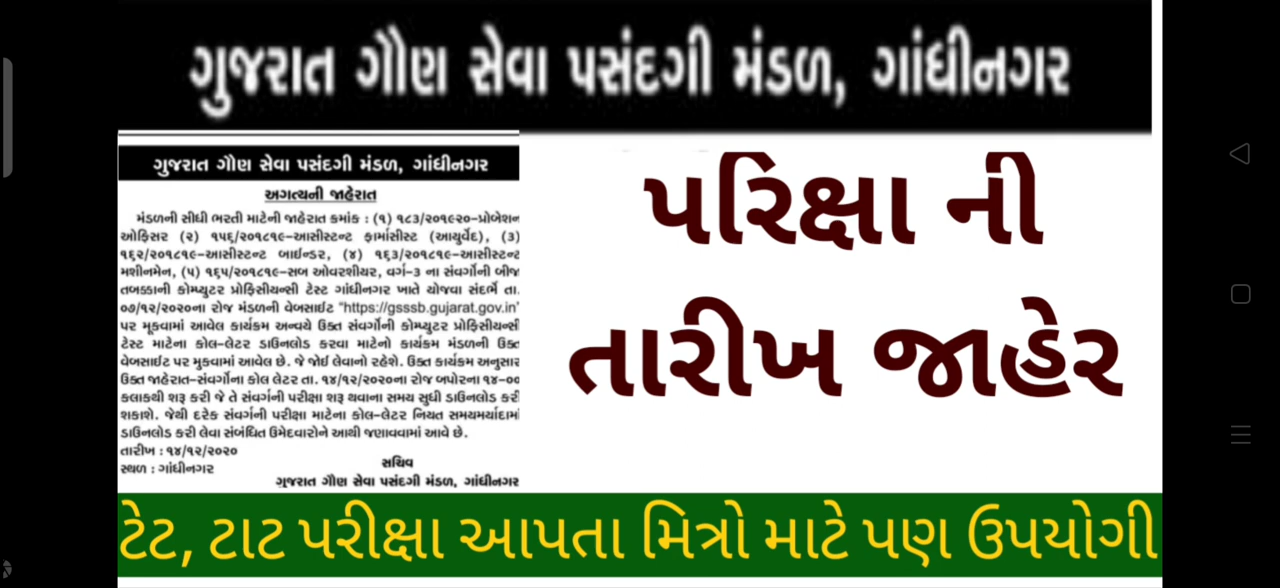 ગુજરાત ગૌણ સેવા પસંદગી મંડળ, ગાંધીનગર
ગુજરાત ગૌણ સેવા પસંદગી મંડળ, ગાંધીનગર
અગત્યની જાહેરાત
મંડળની સીધી ભરતી માટેની જાહેરાત ક્રમાંક : (૧) ૧૮૩/૨૦૧૯૨૦-પ્રોબેશન
ઓફિસર (૨) ૧૫૬/૨૦૧૮૧૯-આસીસ્ટન્ટ ફાર્માસીસ્ટ (આયુર્વેદ), (૩)
૧૬૨/૨૦૧૮૧૯-આસીસ્ટન્ટ બાઈન્ડર, (૪) ૧૬૩/૨૦૧૮૧૯-આસીસ્ટન્ટ
મશીનમેન, (૫) ૧૬૫/૨૦૧૮૧૯-સબ ઓવરશીયર, વર્ગ-૩ ના સંવર્ગોની બીજા
તબક્કાની કોમ્પ્યુટર પ્રોફિસીયન્સી ટેસ્ટ ગાંધીનગર ખાતે યોજવા સંદર્ભે તા.
૦૭/૧૨/૨૦૨૦ના રોજ મંડળની વેબસાઈટ "https://gsssb.gujarat.gov.in"
પર મૂકવામાં આવેલ કાર્યક્રમ અન્વયે ઉક્ત સંવર્ગોની કોમ્પ્યુટર પ્રોફિસીયન્સી
ટેસ્ટ માટેના કોલ-લેટર ડાઉનલોડ કરવા માટેનો કાર્યક્રમ મંડળની ઉક્ત
વેબસાઈટ પર મુકવામાં આવેલ છે. જે જોઈ લેવાનો રહેશે. ઉક્ત કાર્યક્રમ અનુસાર
ઉક્ત જાહેરાત-સંવર્ગોના કોલ લેટર તા. ૧૪/૧૨/૨૦૨૦ના રોજ બપોરના ૧૪-૦૦
કલાકથી શરૂ કરી જે તે સંવર્ગની પરીક્ષા શરૂ થવાના સમય સુધી ડાઉનલોડ કરી
શકાશે. જેથી દરેક સંવર્ગની પરીક્ષા માટેના કોલ-લેટર નિયત સમયમર્યાદામાં
ડાઉનલોડ કરી લેવા સંબંધિત ઉમેદવારોને આથી જણાવવામાં આવે છે.
તારીખ : ૧૪/૧૨/૨૦૨૦
સ્થળ : ગાંધીનગર
સચિવ
ગુજરાત ગૌણ સેવા પસંદગી મંડળ, ગાંધીનગર
પરિક્ષા ની
તારીખ જાહેર
ટેટ, ટાટ પરીક્ષા આપતા મિત્રો માટે પણ ઉપયોગી